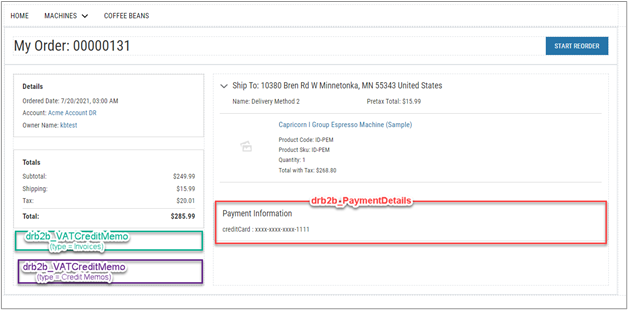 HOME MACHINES COFFEE BEANS
My Order: 00000131
START REORDER
Details
Ordered Date: 7/20/2021, 03:00 AM
Account: Acme Account DR
Owner Name: kbtest
Totals
Subtotal: $249.99
Shipping: $15.99
Tax: $20.01
Total: $285.99
drb2b_VATCreditMemo
(type = Invoices)
drb2b_VATCreditMemo
(type = Credit Memos)
Ship To: 10380 Bren Rd W Minnetonka, MN 55343 United States
Name: Delivery Method 2 Pretax Total: $15.99
Capricorn I Group Espresso Machine (Sample)
Product Code: ID-PEM
Product Sku: ID-PEM
Quantity: 1
Total with Tax: $268.80
drb2b_PaymentDetails
Payment Information
creditCard : xxxx-xxxx-xxxx-1111